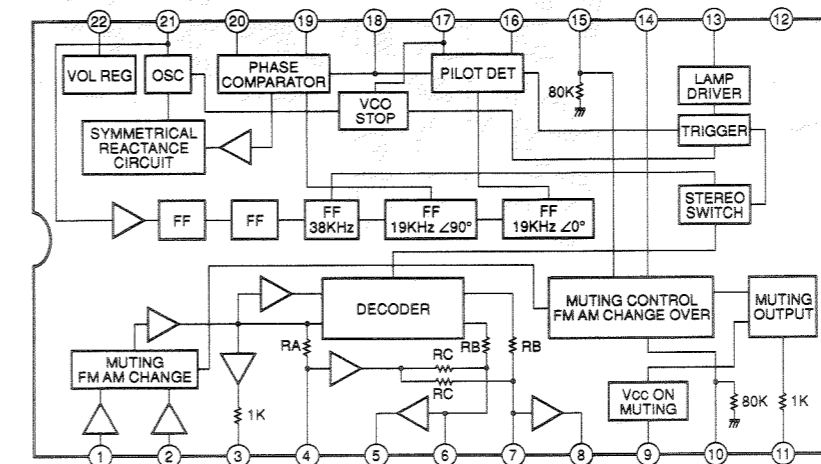 22 21 20 19 18 17 16 15 14 13 12
VOL REG
OSC
PHASE
COMPARATOR
PILOT DET
LAMP
DRIVER
80K
VCO
STOP
TRIGGER
SYMMETRICAL
REACTANCE
CIRCUIT
STEREO
SWITCH
FF
FF
FF
38KHz
FF
19KHz ∠90°
FF
19KHz ∠0°
DECODER
MUTING CONTROL
FM AM CHANGE OVER
MUTING
OUTPUT
RA
RB
RB
RC
RC
MUTING
FM AM CHANGE
1K
Vcc ON
MUTING
80K
1K
1 2 3 4 5 6 7 8 9 10 11